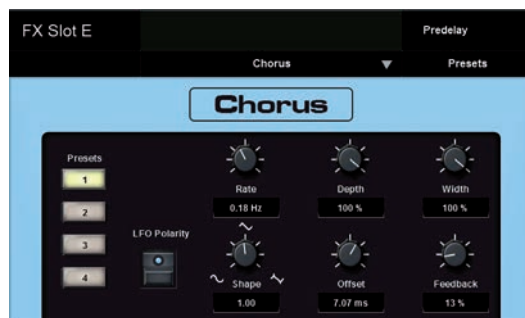 FX Slot E
Predelay
Chorus
Presets
Chorus
Presets
1
2
3
4
LFO Polarity
Rate
Depth
Width
0.18 Hz
100 %
100 %
Shape
Offset
Feedback
1.00
7.07 ms
13 %